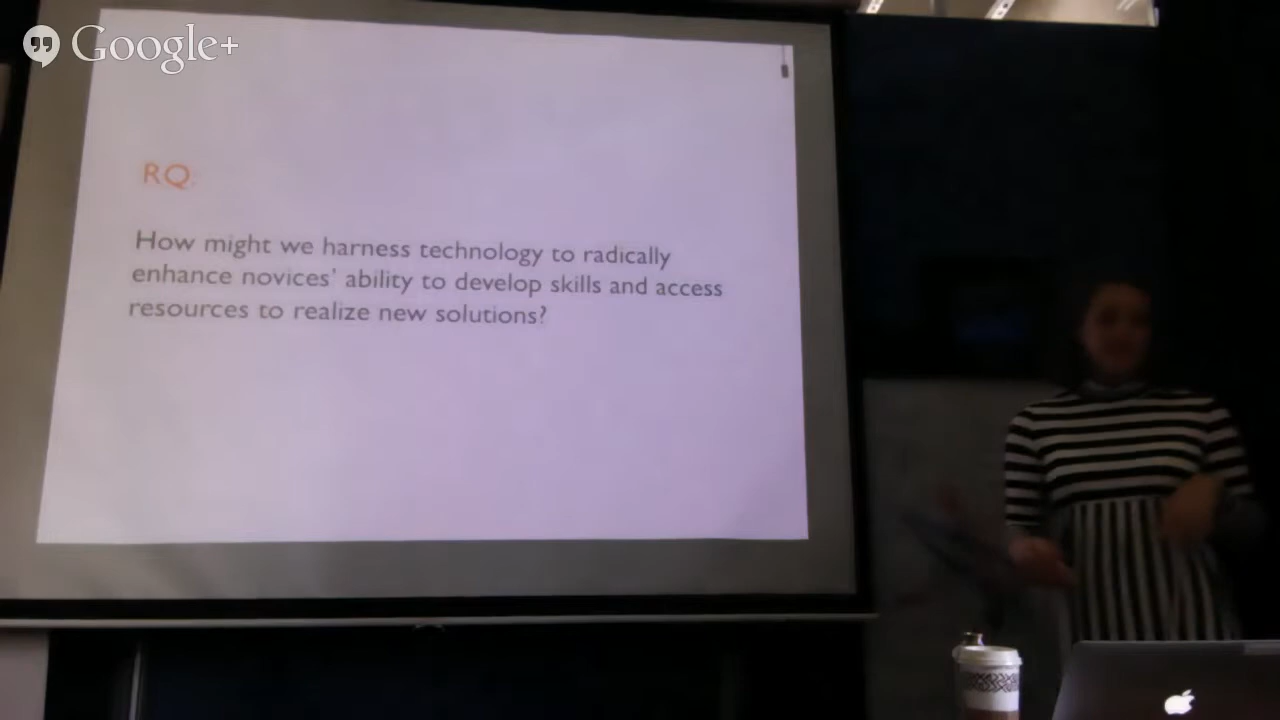 Google+
RQ:
How might we harness technology to radically
enhance novices' ability to develop skills and access
resources to realize new solutions?